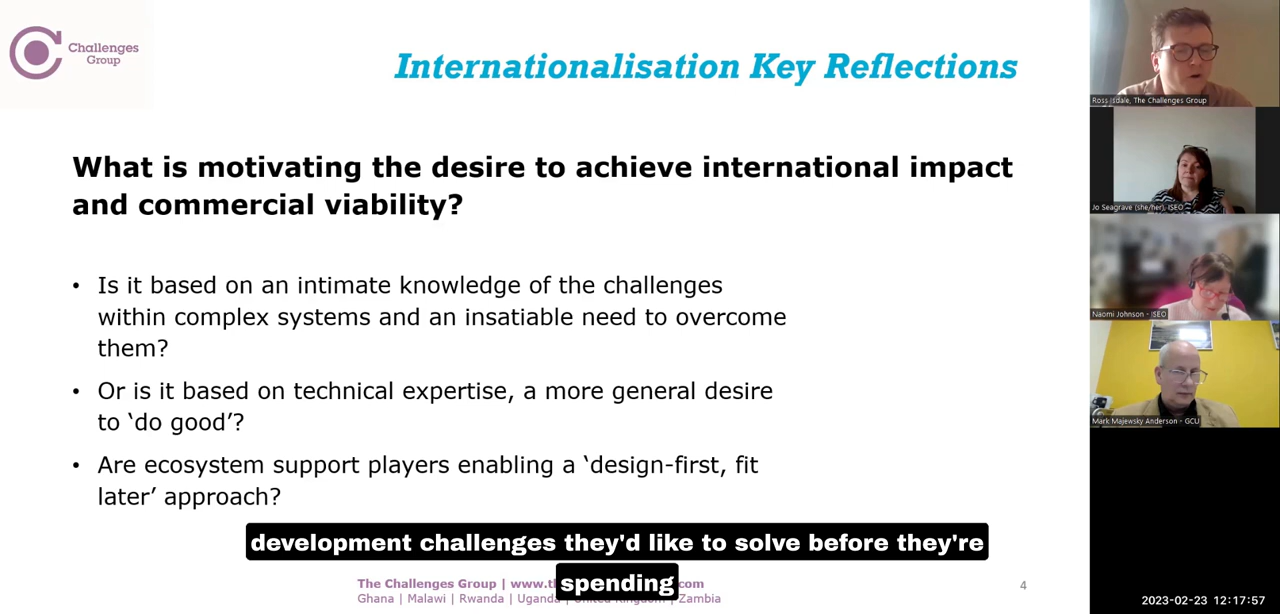 Challenges
Group
Internationalisation Key Reflections
What is motivating the desire to achieve international impact
and commercial viability?
• Is it based on an intimate knowledge of the challenges
within complex systems and an insatiable need to overcome
them?
• Or is it based on technical expertise, a more general desire
to ‘do good’?
• Are ecosystem support players enabling a ‘design-first, fit
later’ approach?
development challenges they'd like to solve before they're
spending
The Challenges Group | www.th com
Ghana | Malawi | Rwanda | Uganda | United Kingdom | Zambia
4
Ross Isdale, The Challenges Group
Jo Seagrave (she/her), ISEO
Naomi Johnson - ISEO
Mark Majewsky Anderson - GCU
2023-02-23 12:17:57